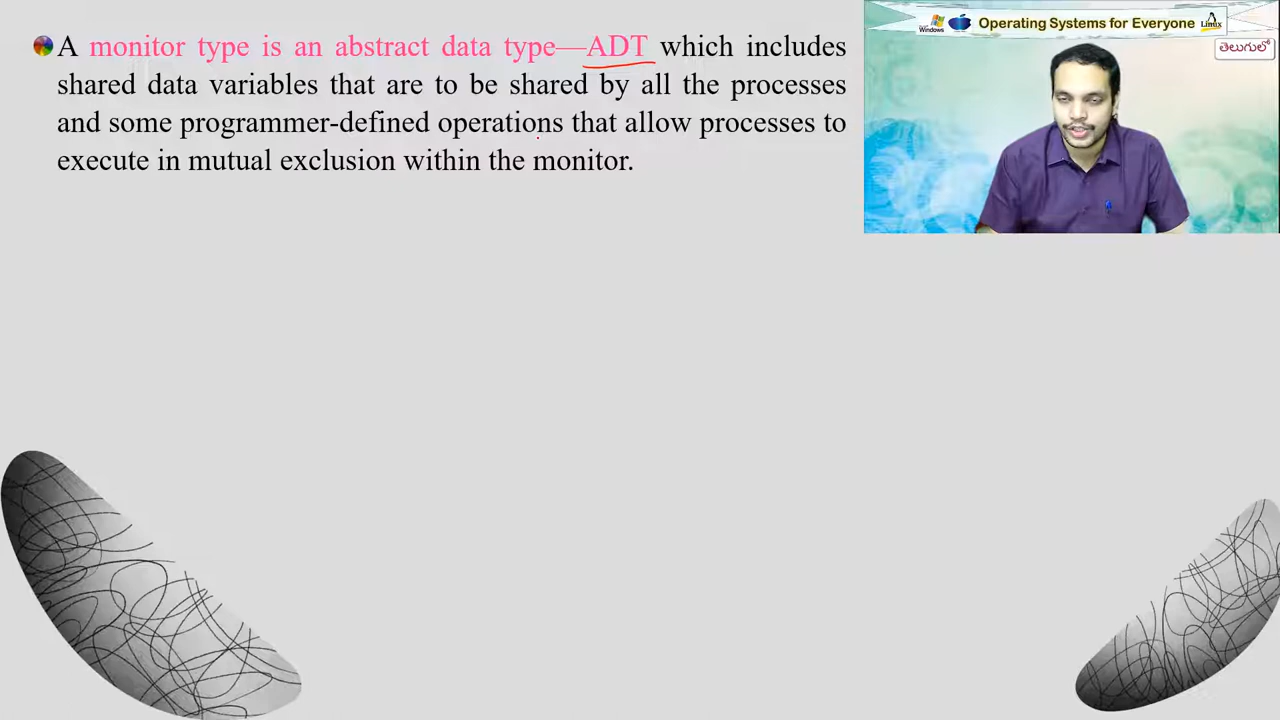 A monitor type is an abstract data type—ADT which includes
shared data variables that are to be shared by all the processes
and some programmer-defined operations that allow processes to
execute in mutual exclusion within the monitor.
Windows
Operating Systems for Everyone
Linux
తెలుగులో